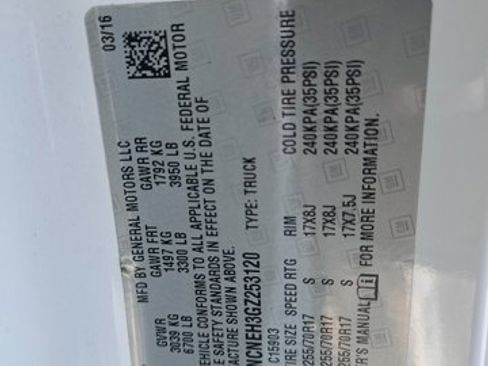 03/16
MFD BY GENERAL MOTORS LLC
GVWR GAWR FRT GAWR RR
3039 KG 1497 KG 1792 KG
6700 LB 3300 LB 3950 LB
VEHICLE CONFORMS TO ALL APPLICABLE U.S. FEDERAL MOTOR
SAFETY STANDARDS IN EFFECT ON THE DATE OF
SHOWN ABOVE.
NCNEH3GZ253120 TYPE: TRUCK
C15903
TIRE SIZE SPEED RTG RIM COLD TIRE PRESSURE
255/70R17 S 17X8J 240KPA(35PSI)
255/70R17 S 17X8J 240KPA(35PSI)
255/70R17 S 17X7.5J 240KPA(35PSI)
MANUAL FOR MORE INFORMATION.